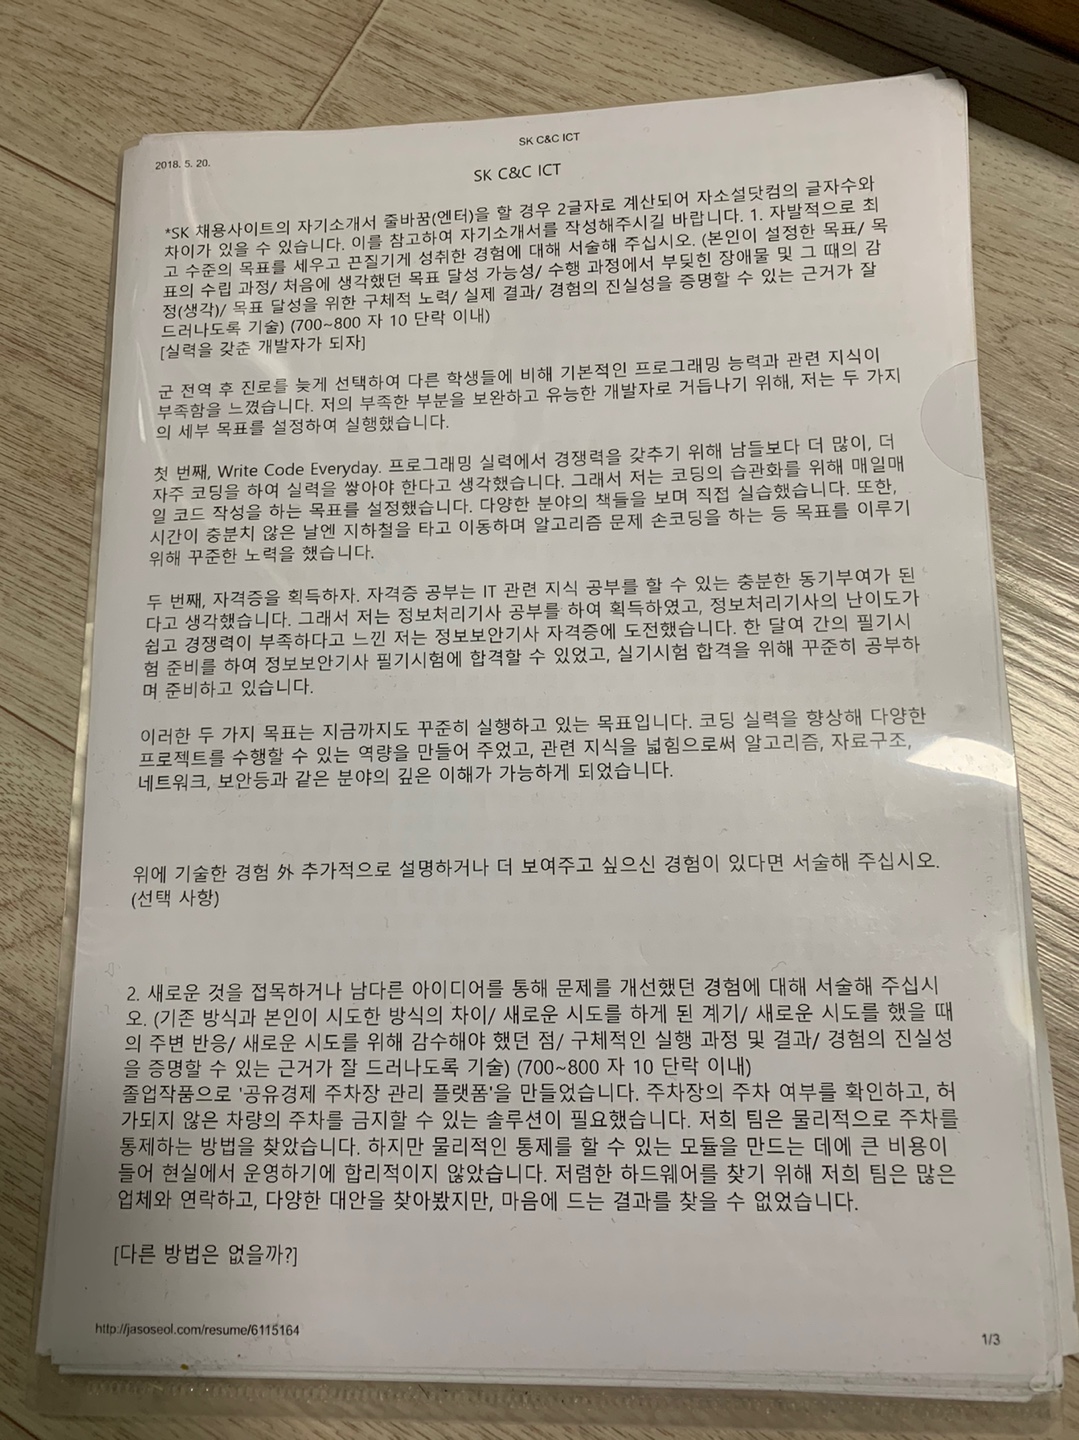 2018. 5. 20.
SK C&C ICT
SK C&C ICT
*SK 채용사이트의 자기소개서 줄바꿈(엔터)을 할 경우 2글자로 계산되어 자소설닷컴의 글자수와
차이가 있을 수 있습니다. 이를 참고하여 자기소개서를 작성해주시길 바랍니다. 1. 자발적으로 최
고 수준의 목표를 세우고 끈질기게 성취한 경험에 대해 서술해 주십시오. (본인이 설정한 목표/ 목
표의 수립 과정/ 처음에 생각했던 목표 달성 가능성/ 수행 과정에서 부딪힌 장애물 및 그 때의 감
정(생각)/ 목표 달성을 위한 구체적 노력/ 실제 결과/ 경험의 진실성을 증명할 수 있는 근거가 잘
드러나도록 기술) (700~800 자 10 단락 이내)
[실력을 갖춘 개발자가 되자]
군 전역 후 진로를 늦게 선택하여 다른 학생들에 비해 기본적인 프로그래밍 능력과 관련 지식이
부족함을 느꼈습니다. 저의 부족한 부분을 보완하고 유능한 개발자로 거듭나기 위해, 저는 두 가지
의 세부 목표를 설정하여 실행했습니다.
첫 번째, Write Code Everyday. 프로그래밍 실력에서 경쟁력을 갖추기 위해 남들보다 더 많이, 더
자주 코딩을 하여 실력을 쌓아야 한다고 생각했습니다. 그래서 저는 코딩의 습관화를 위해 매일매
일 코드 작성을 하는 목표를 설정했습니다. 다양한 분야의 책들을 보며 직접 실습했습니다. 또한,
시간이 충분치 않은 날엔 지하철을 타고 이동하며 알고리즘 문제 손코딩을 하는 등 목표를 이루기
위해 꾸준한 노력을 했습니다.
두 번째, 자격증을 획득하자. 자격증 공부는 IT 관련 지식 공부를 할 수 있는 충분한 동기부여가 된
다고 생각했습니다. 그래서 저는 정보처리기사 공부를 하여 획득하였고, 정보처리기사의 난이도가
쉽고 경쟁력이 부족하다고 느낀 저는 정보보안기사 자격증에 도전했습니다. 한 달여 간의 필기시
험 준비를 하여 정보보안기사 필기시험에 합격할 수 있었고, 실기시험 합격을 위해 꾸준히 공부하
며 준비하고 있습니다.
이러한 두 가지 목표는 지금까지도 꾸준히 실행하고 있는 목표입니다. 코딩 실력을 향상해 다양한
프로젝트를 수행할 수 있는 역량을 만들어 주었고, 관련 지식을 넓힘으로써 알고리즘, 자료구조,
네트워크, 보안등과 같은 분야의 깊은 이해가 가능하게 되었습니다.
위에 기술한 경험 外 추가적으로 설명하거나 더 보여주고 싶으신 경험이 있다면 서술해 주십시오.
(선택 사항)
2. 새로운 것을 접목하거나 남다른 아이디어를 통해 문제를 개선했던 경험에 대해 서술해 주십시
오. (기존 방식과 본인이 시도한 방식의 차이/ 새로운 시도를 하게 된 계기/ 새로운 시도를 했을 때
의 주변 반응/ 새로운 시도를 위해 감수해야 했던 점/ 구체적인 실행 과정 및 결과/ 경험의 진실성
을 증명할 수 있는 근거가 잘 드러나도록 기술) (700~800 자 10 단락 이내)
졸업작품으로 '공유경제 주차장 관리 플랫폼'을 만들었습니다. 주차장의 주차 여부를 확인하고, 허
가되지 않은 차량의 주차를 금지할 수 있는 솔루션이 필요했습니다. 저희 팀은 물리적으로 주차를
통제하는 방법을 찾았습니다. 하지만 물리적인 통제를 할 수 있는 모듈을 만드는 데에 큰 비용이
들어 현실에서 운영하기에 합리적이지 않았습니다. 저렴한 하드웨어를 찾기 위해 저희 팀은 많은
업체와 연락하고, 다양한 대안을 찾아봤지만, 마음에 드는 결과를 찾을 수 없었습니다.
[다른 방법은 없을까?]
http://jasoseol.com/resume/6115164
1/3